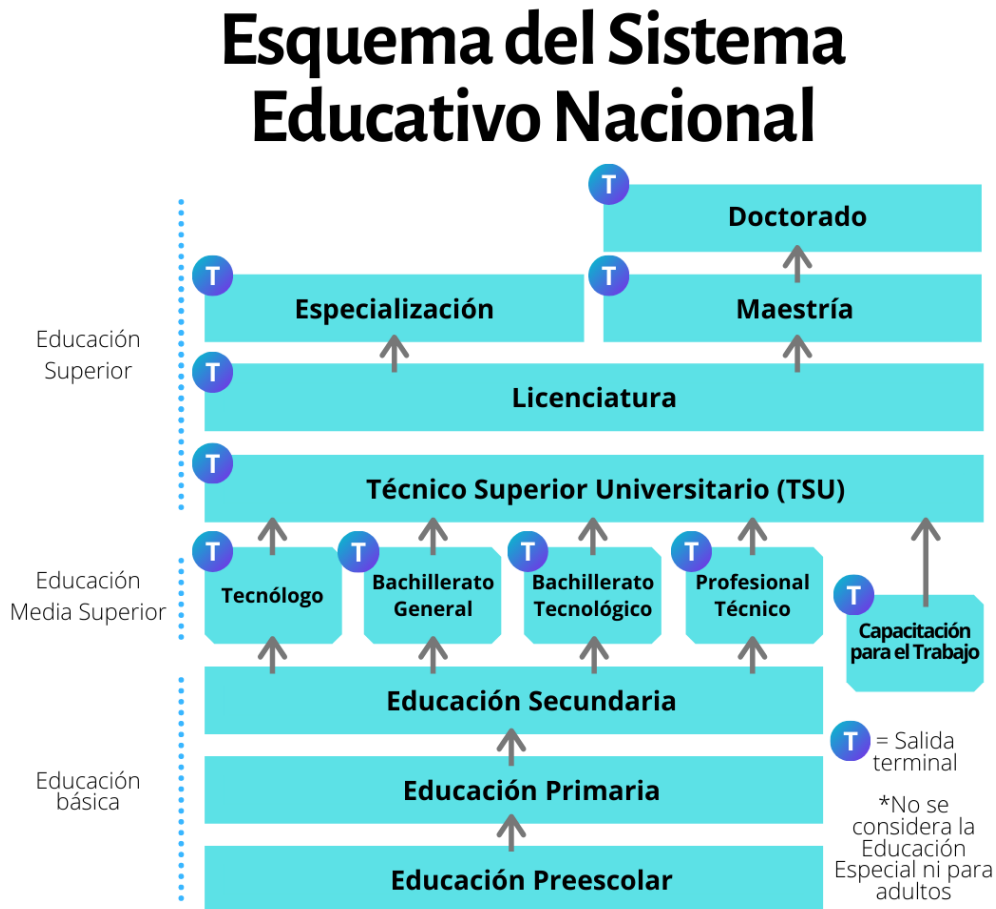 Esquema del Sistema
Educativo Nacional
T
Doctorado
T
Especialización
T
Maestría
Educación
Superior
T
Licenciatura
T
Técnico Superior Universitario (TSU)
Educación
Media Superior
T
Tecnólogo
T
Bachillerato
General
T
Bachillerato
Tecnológico
T
Profesional
Técnico
T
Capacitación
para el Trabajo
Educación
básica
Educación Secundaria
Educación Primaria
Educación Preescolar
T = Salida
terminal
*No se
considera la
Educación
Especial ni para
adultos